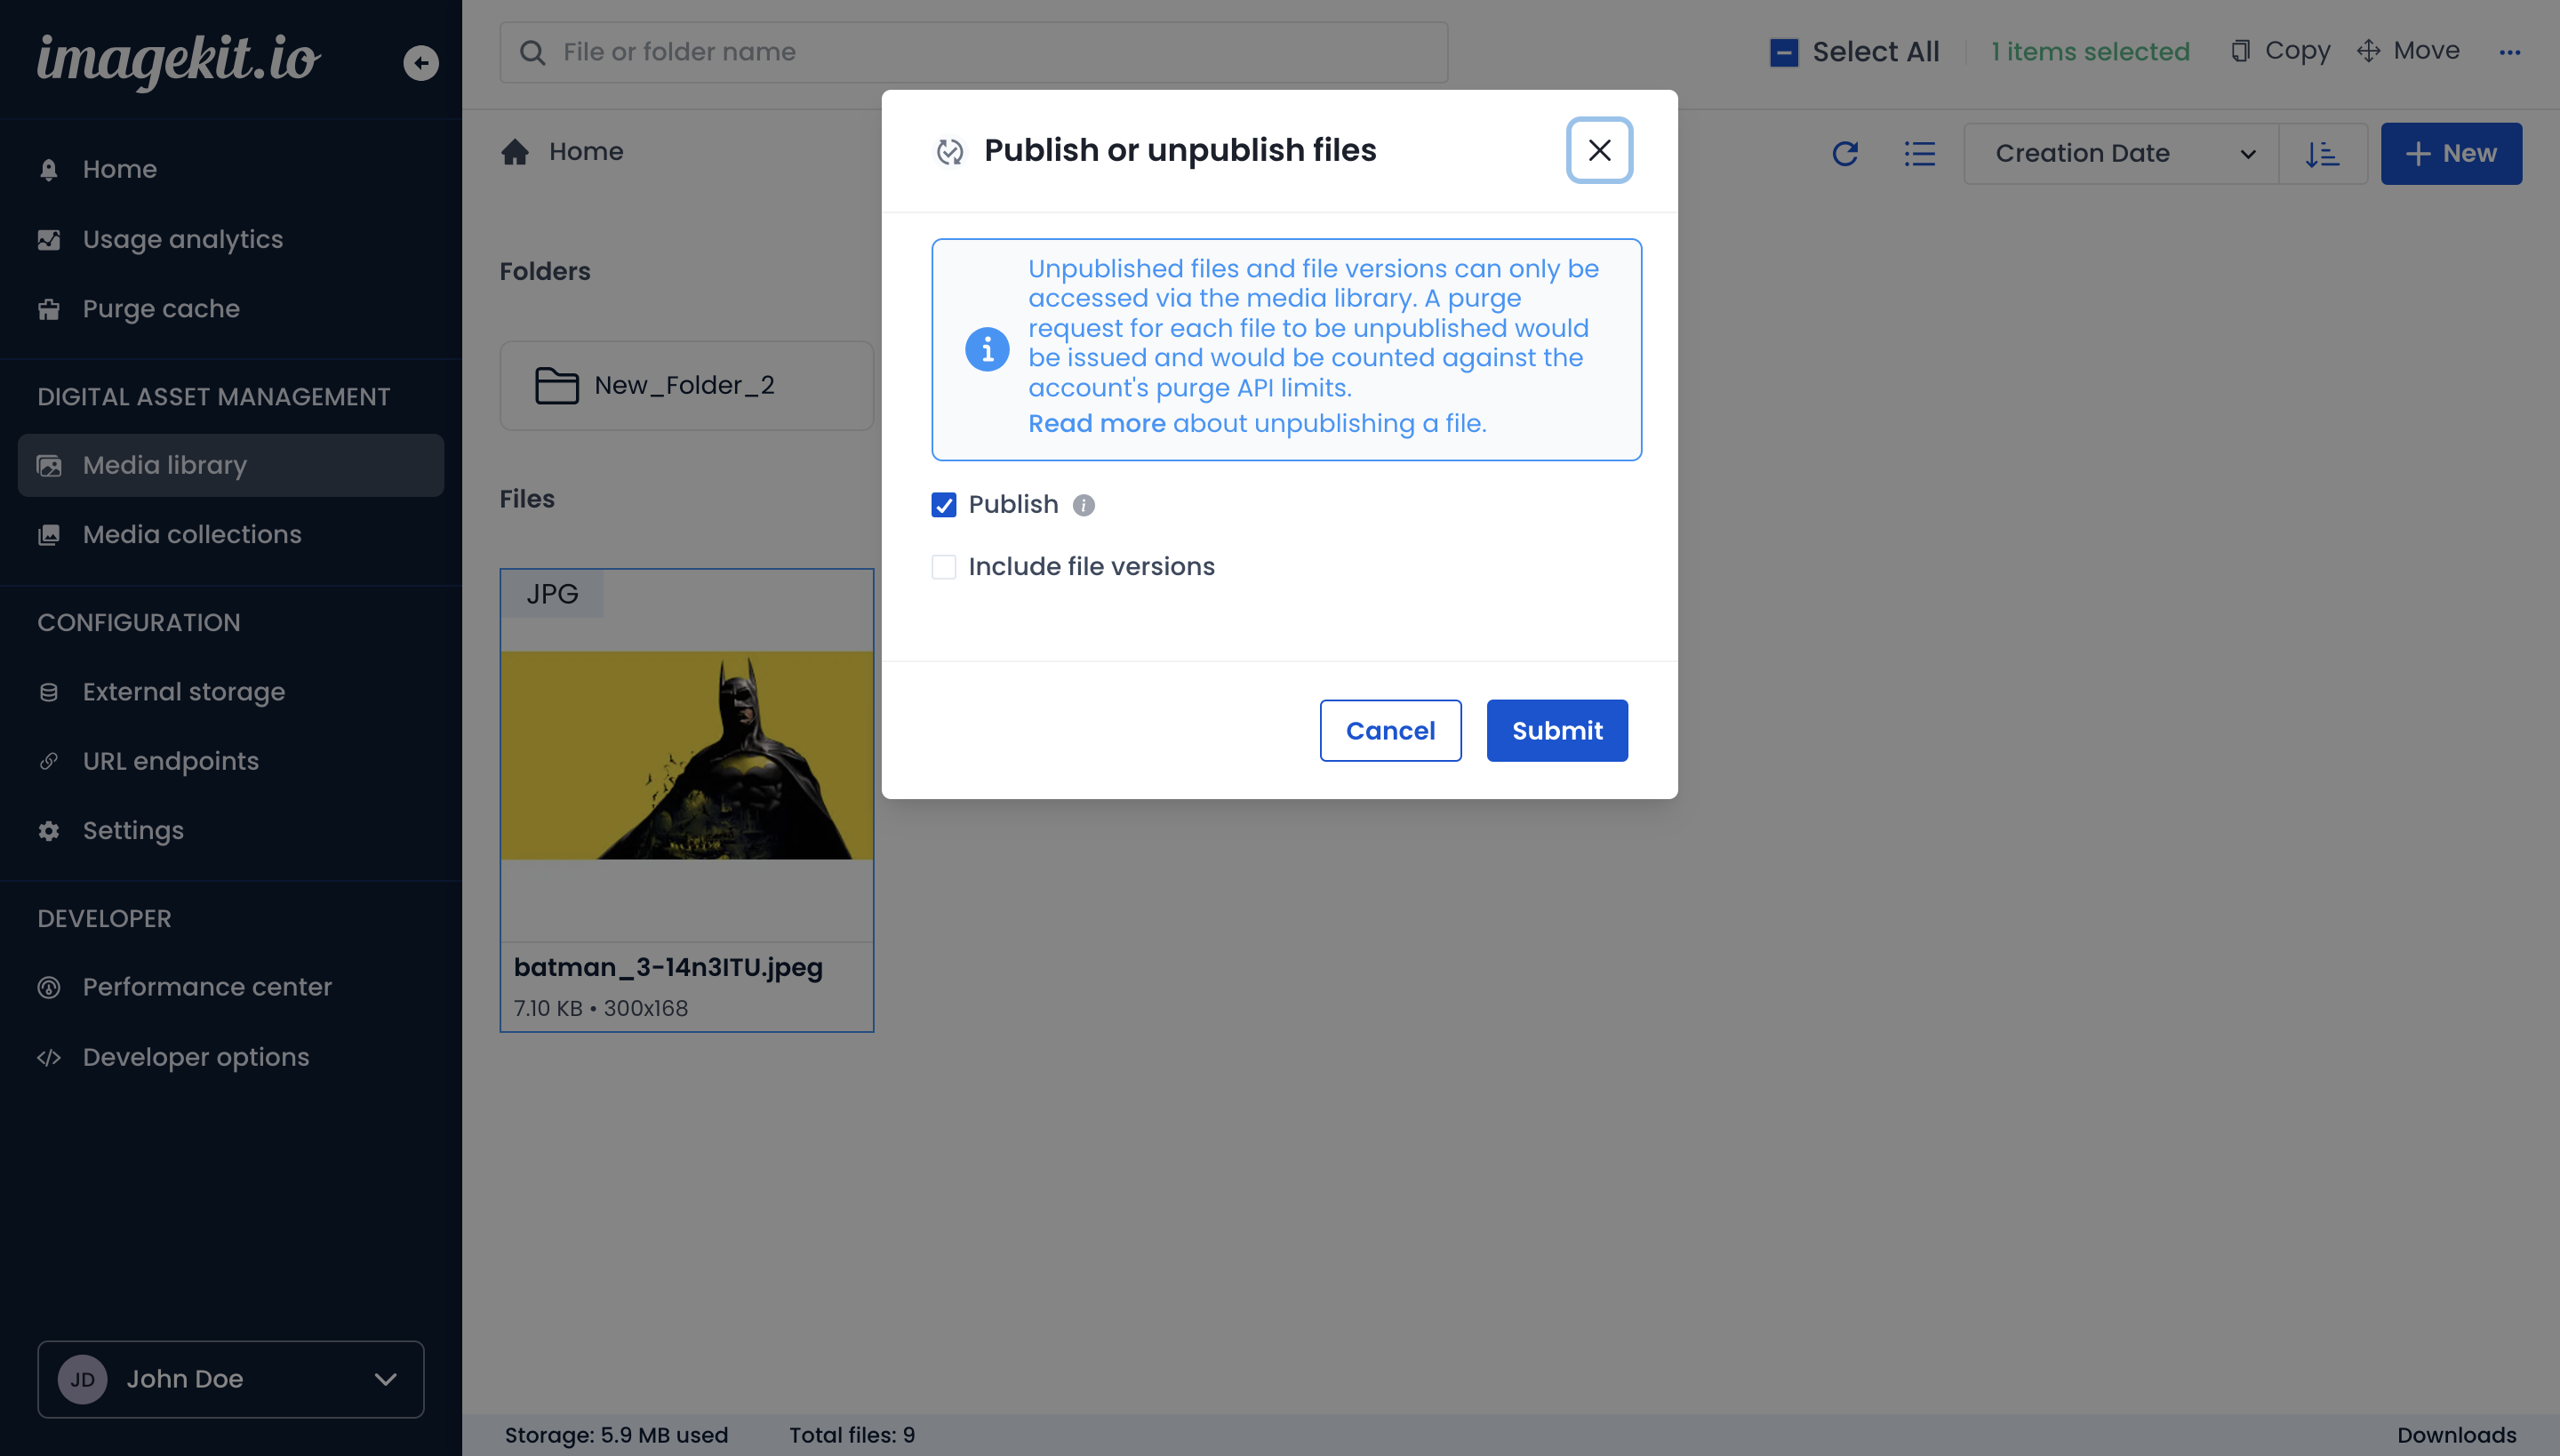 imagekit.io
File or folder name
Select All
1 items selected
Copy
Move
Home
Usage analytics
Purge cache
DIGITAL ASSET MANAGEMENT
Media library
Media collections
CONFIGURATION
External storage
URL endpoints
Settings
DEVELOPER
Performance center
Developer options
JD
John Doe
Home
Creation Date
New
Folders
New_Folder_2
Files
JPG
batman_3-14n3ITU.jpeg
7.10 KB • 300x168
Publish or unpublish files
Unpublished files and file versions can only be
accessed via the media library. A purge
request for each file to be unpublished would
be issued and would be counted against the
account's purge API limits.
Read more about unpublishing a file.
Publish
Include file versions
Cancel
Submit
Storage: 5.9 MB used
Total files: 9
Downloads